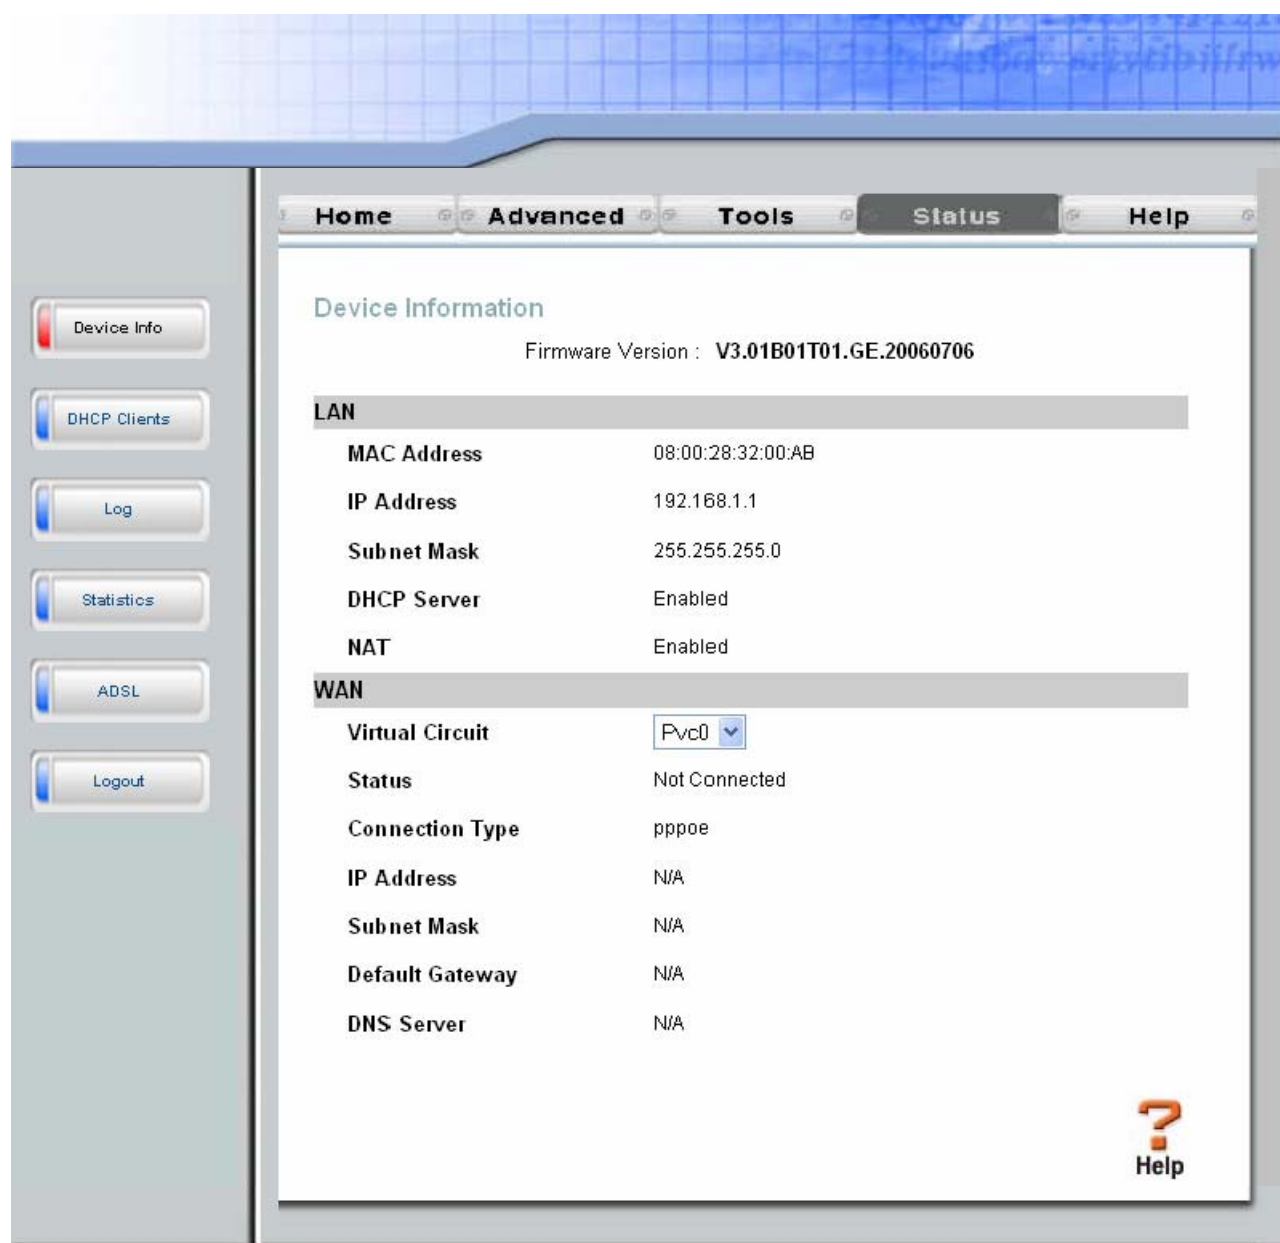 Home Advanced Tools Status Help
Device Info
DHCP Clients
Log
Statistics
ADSL
Logout
Device Information
Firmware Version : V3.01B01T01.GE.20060706
LAN
MAC Address 08:00:28:32:00:AB
IP Address 192.168.1.1
Subnet Mask 255.255.255.0
DHCP Server Enabled
NAT Enabled
WAN
Virtual Circuit Pvc0
Status Not Connected
Connection Type pppoe
IP Address N/A
Subnet Mask N/A
Default Gateway N/A
DNS Server N/A
Help